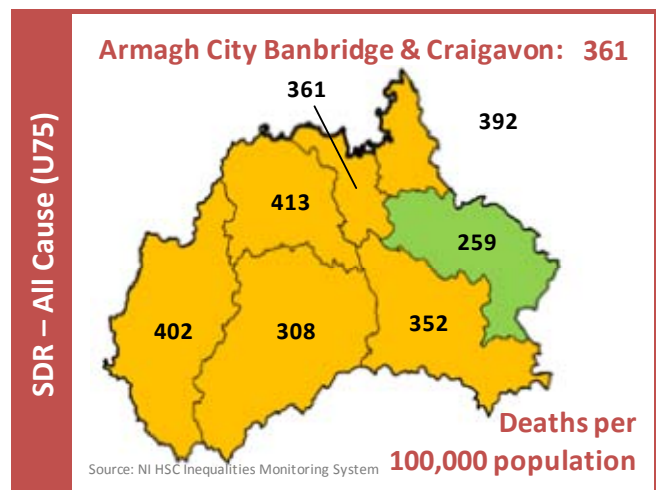 SDR – All Cause (U75)
Armagh City Banbridge & Craigavon: 361
361
392
413
259
402
308
352
Deaths per
100,000 population
Source: NI HSC Inequalities Monitoring System